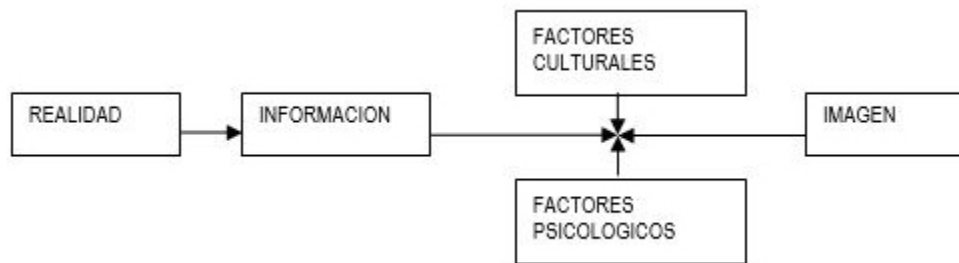 FACTORES
CULTURALES
REALIDAD
INFORMACION
IMAGEN
FACTORES
PSICOLOGICOS